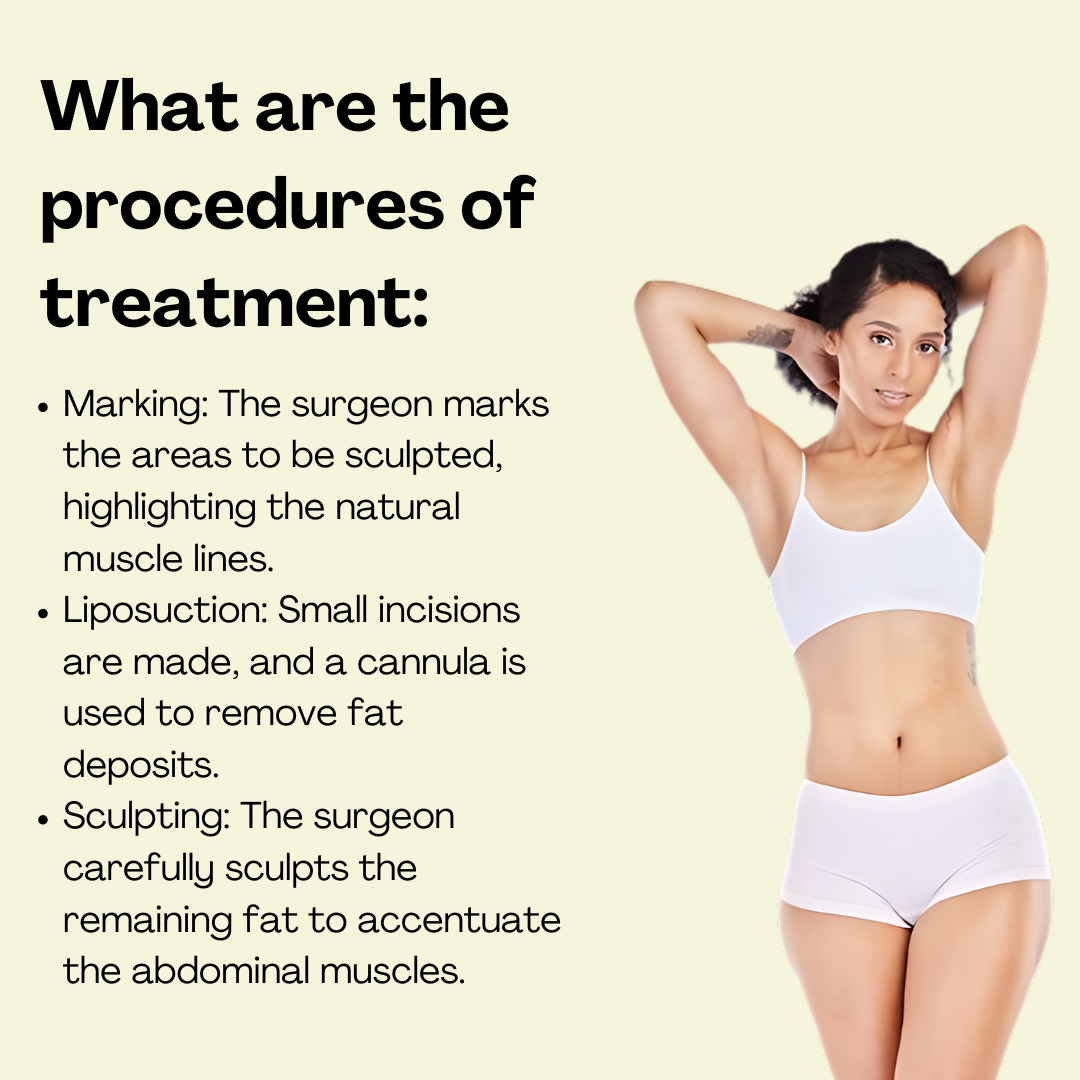 What are the
procedures of
treatment:
• Marking: The surgeon marks
the areas to be sculpted,
highlighting the natural
muscle lines.
• Liposuction: Small incisions
are made, and a cannula is
used to remove fat
deposits.
• Sculpting: The surgeon
carefully sculpts the
remaining fat to accentuate
the abdominal muscles.